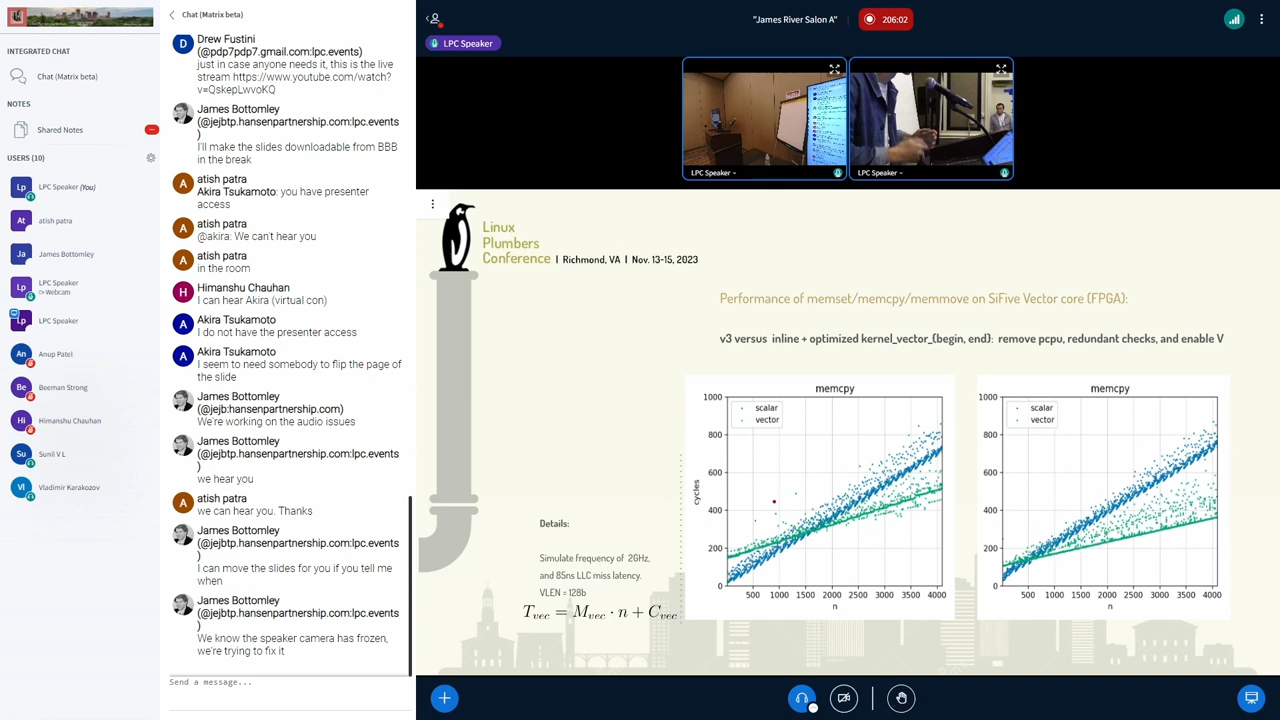 INTEGRATED CHAT
Chat (Matrix beta)
NOTES
Shared Notes
USERS (10)
Lp LPC Speaker (You)
At atish patra
Ja James Bottomley
Lp LPC Speaker
Webcam
Lp LPC Speaker
An Anup Patel
Be Beeman Strong
Hi Himanshu Chauhan
Su Sunil V L
Vl Vladimir Karakozov
Chat (Matrix beta)
D Drew Fustini
(@pdp7pdp7.gmail.com:lpc.events)
just in case anyone needs it, this is the live
stream https://www.youtube.com/watch?
v=QskepLwvoKQ
James Bottomley
(@jejbtp.hansenpartnership.com:lpc.events
)
I'll make the slides downloadable from BBB
in the break
A atish patra
Akira Tsukamoto: you have presenter
access
A atish patra
@akira: We can't hear you
A atish patra
in the room
H Himanshu Chauhan
I can hear Akira (virtual con)
A Akira Tsukamoto
I do not have the presenter access
A Akira Tsukamoto
I seem to need somebody to flip the page of
the slide
James Bottomley
(@jejb:hansenpartnership.com)
We're working on the audio issues
James Bottomley
(@jejbtp.hansenpartnership.com:lpc.events
)
we hear you
A atish patra
we can hear you. Thanks
James Bottomley
(@jejbtp.hansenpartnership.com:lpc.events
)
I can move the slides for you if you tell me
when
James Bottomley
(@jejbtp.hansenpartnership.com:lpc.events
)
We know the speaker camera has frozen,
we're trying to fix it
Send a message...
"James River Salon A"
206:02
LPC Speaker
LPC Speaker
LPC Speaker
Linux
Plumbers
Conference | Richmond, VA | Nov. 13-15, 2023
Performance of memset/memcpy/memmove on SiFive Vector core (FPGA):
v3 versus inline + optimized kernel_vector_{begin, end}: remove pcpu, redundant checks, and enable V
memcpy
scalar
vector
1000
800
600
400
200
0
cycles
500 1000 1500 2000 2500 3000 3500 4000
n
memcpy
scalar
vector
1000
800
600
400
200
0
500 1000 1500 2000 2500 3000 3500 4000
n
Details:
Simulate frequency of 2GHz,
and 85ns LLC miss latency.
VLEN = 128b
T_vec = M_vec · n + C_vec